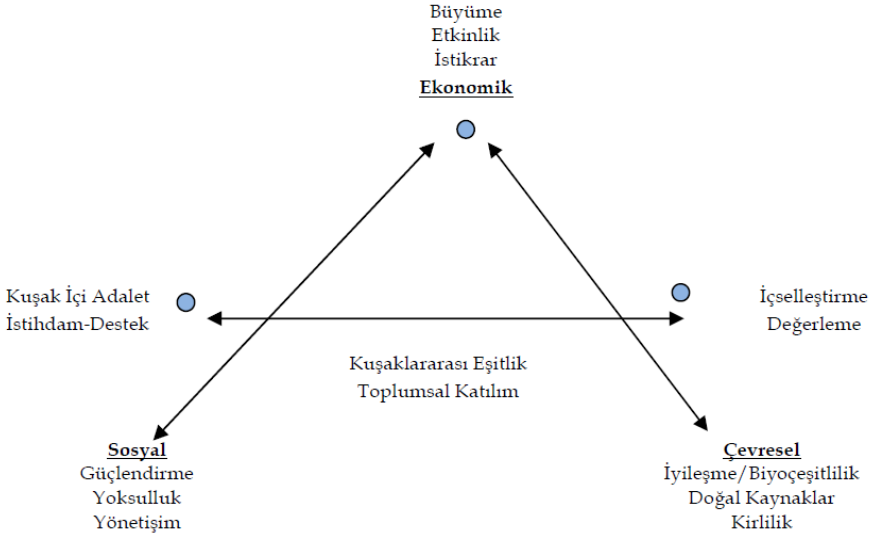 Büyüme
Etkinlik
İstikrar
Ekonomik
Kuşak İçi Adalet
İstihdam-Destek
İçselleştirme
Değerleme
Kuşaklararası Eşitlik
Toplumsal Katılım
Sosyal
Güçlendirme
Yoksulluk
Yönetişim
Çevresel
İyileşme/Biyoçeşitlilik
Doğal Kaynaklar
Kirlilik